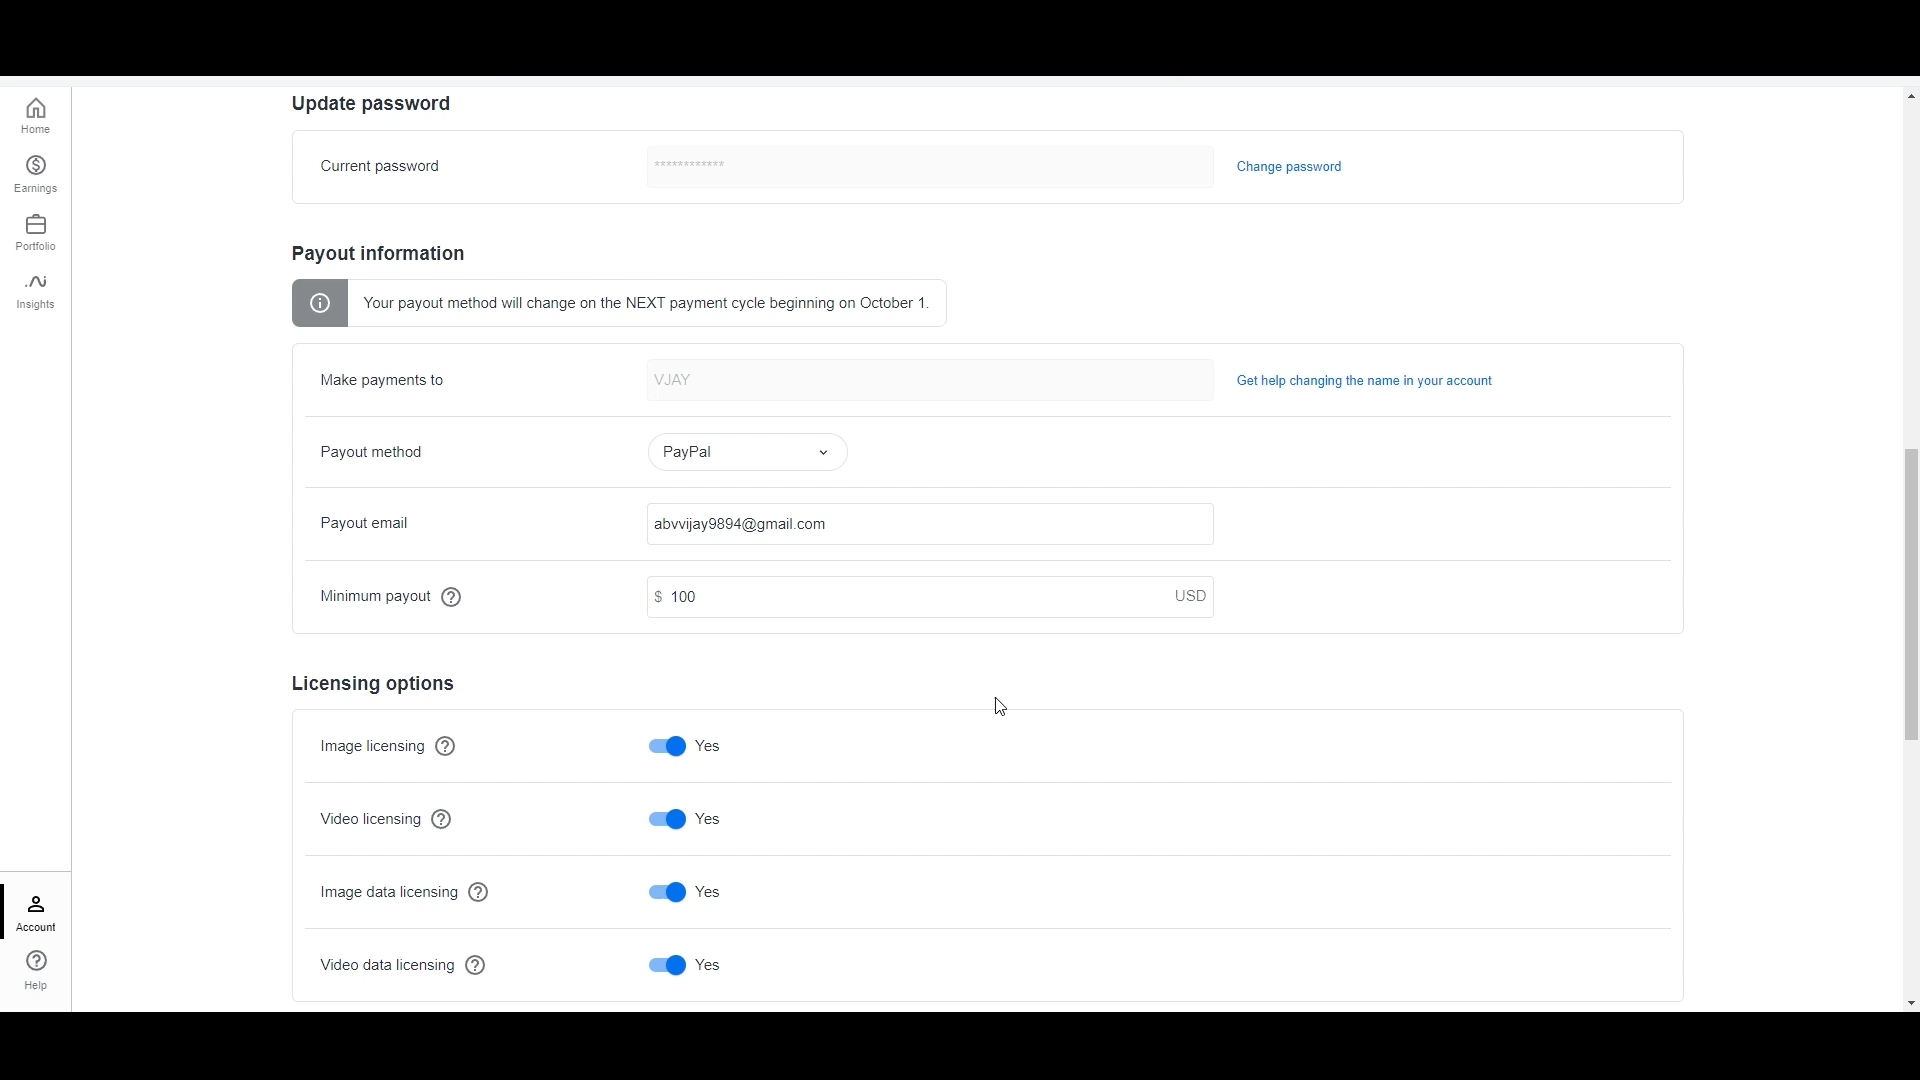 Home
Earnings
Portfolio
Insights
Account
Help
Update password
Current password ************ Change password
Payout information
Your payout method will change on the NEXT payment cycle beginning on October 1.
Make payments to VJAY Get help changing the name in your account
Payout method PayPal
Payout email abvvijay9894@gmail.com
Minimum payout $ 100 USD
Licensing options
Image licensing Yes
Video licensing Yes
Image data licensing Yes
Video data licensing Yes